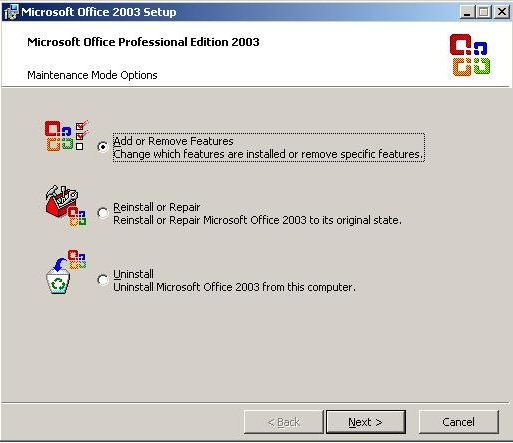 Microsoft Office 2003 Setup
Microsoft Office Professional Edition 2003
Maintenance Mode Options
Add or Remove Features
Change which features are installed or remove specific features.
Reinstall or Repair
Reinstall or Repair Microsoft Office 2003 to its original state.
Uninstall
Uninstall Microsoft Office 2003 from this computer.
< Back Next > Cancel